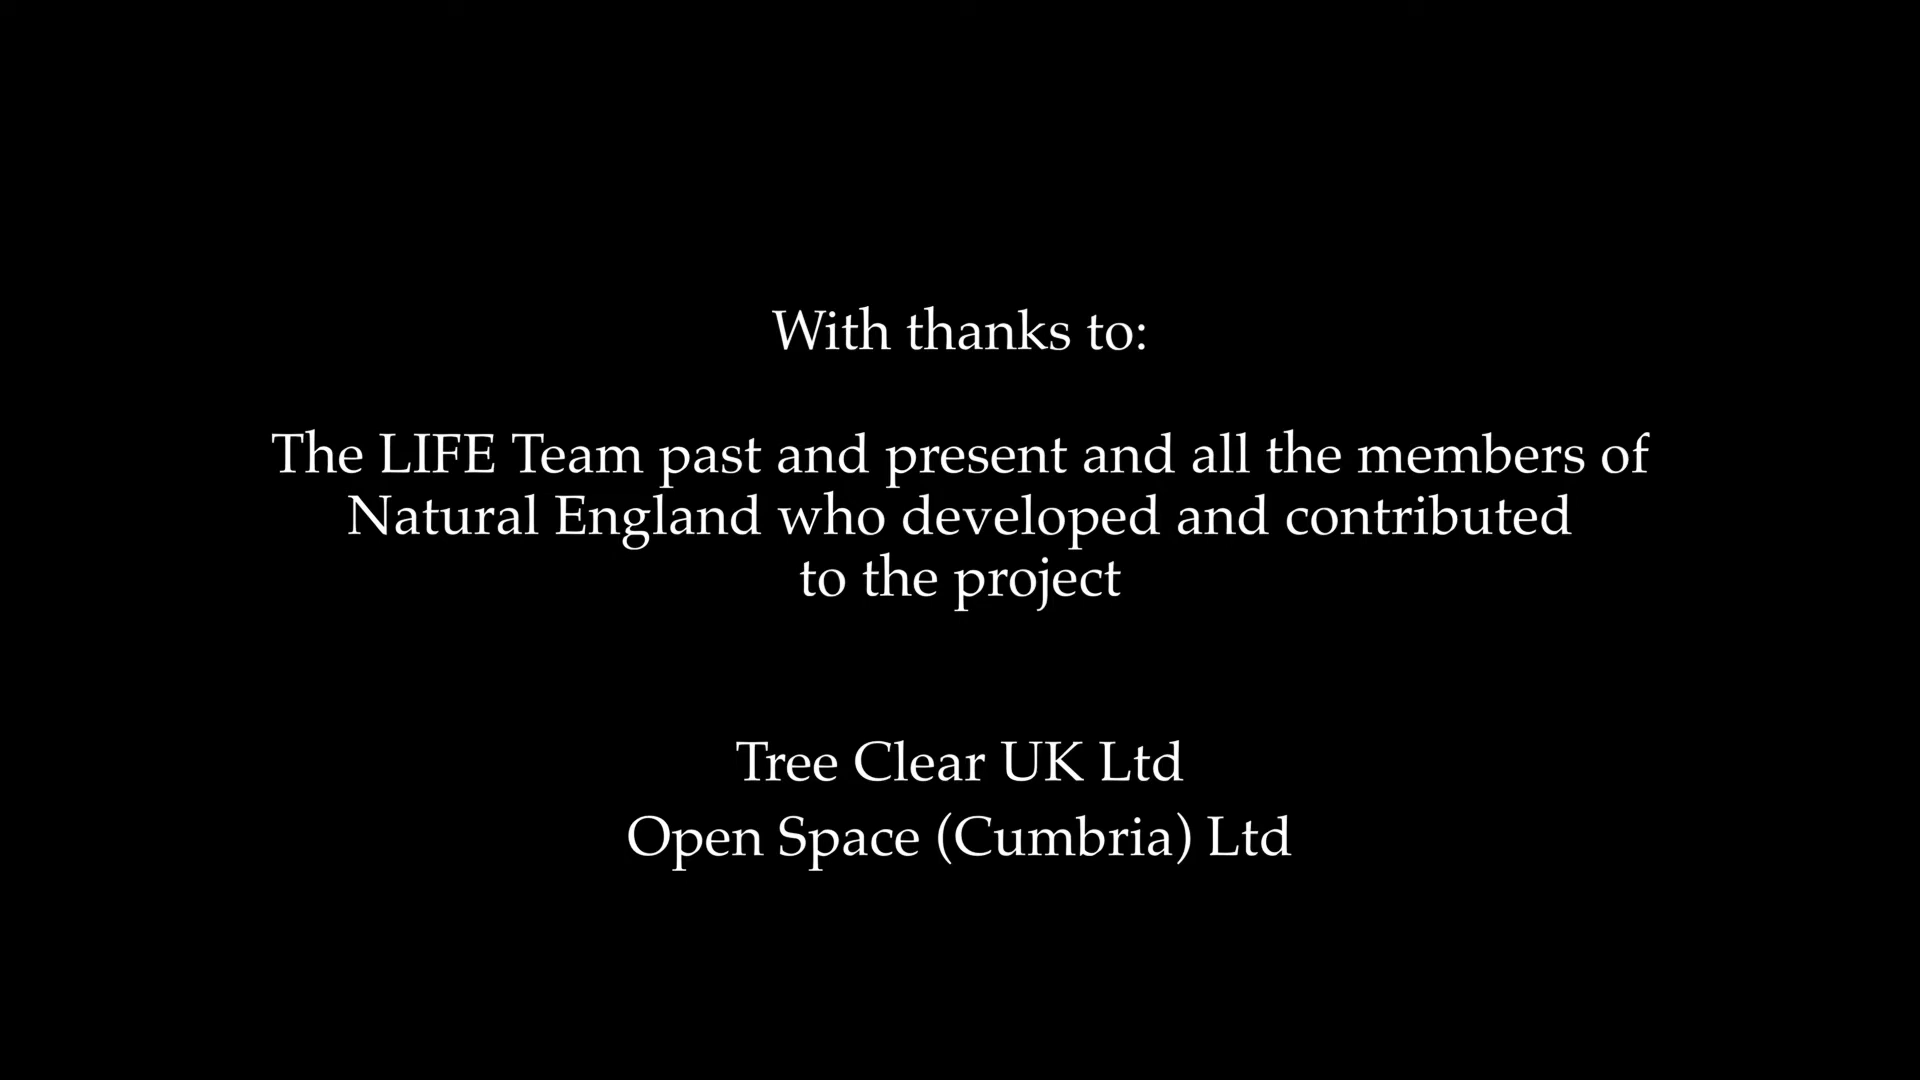 With thanks to:
The LIFE Team past and present and all the members of
Natural England who developed and contributed
to the project
Tree Clear UK Ltd
Open Space (Cumbria) Ltd